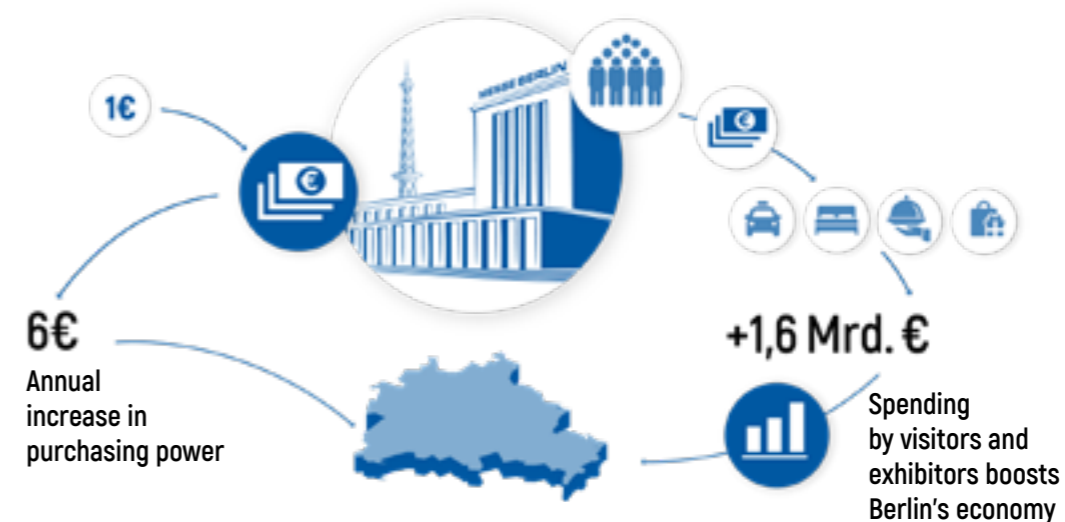 1€
MESSE BERLIN
6€
Annual
increase in
purchasing power
+1,6 Mrd. €
Spending
by visitors and
exhibitors boosts
Berlin's economy